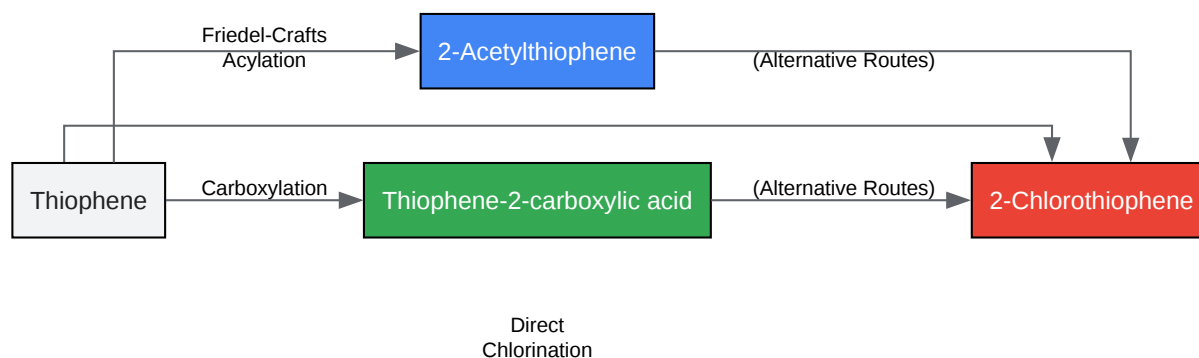 Friedel-Crafts
Acylation
2-Acetylthiophene
(Alternative Routes)
Thiophene
Carboxylation
Thiophene-2-carboxylic acid
(Alternative Routes)
2-Chlorothiophene
Direct
Chlorination